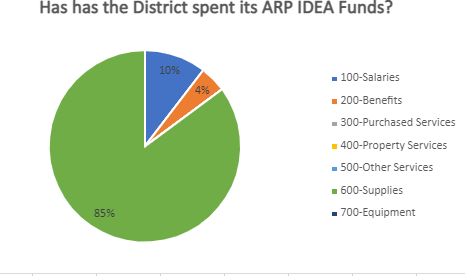 Has has the District spent its ARP IDEA Funds?
10%
4%
85%
100-Salaries
200-Benefits
300-Purchased Services
400-Property Services
500-Other Services
600-Supplies
700-Equipment